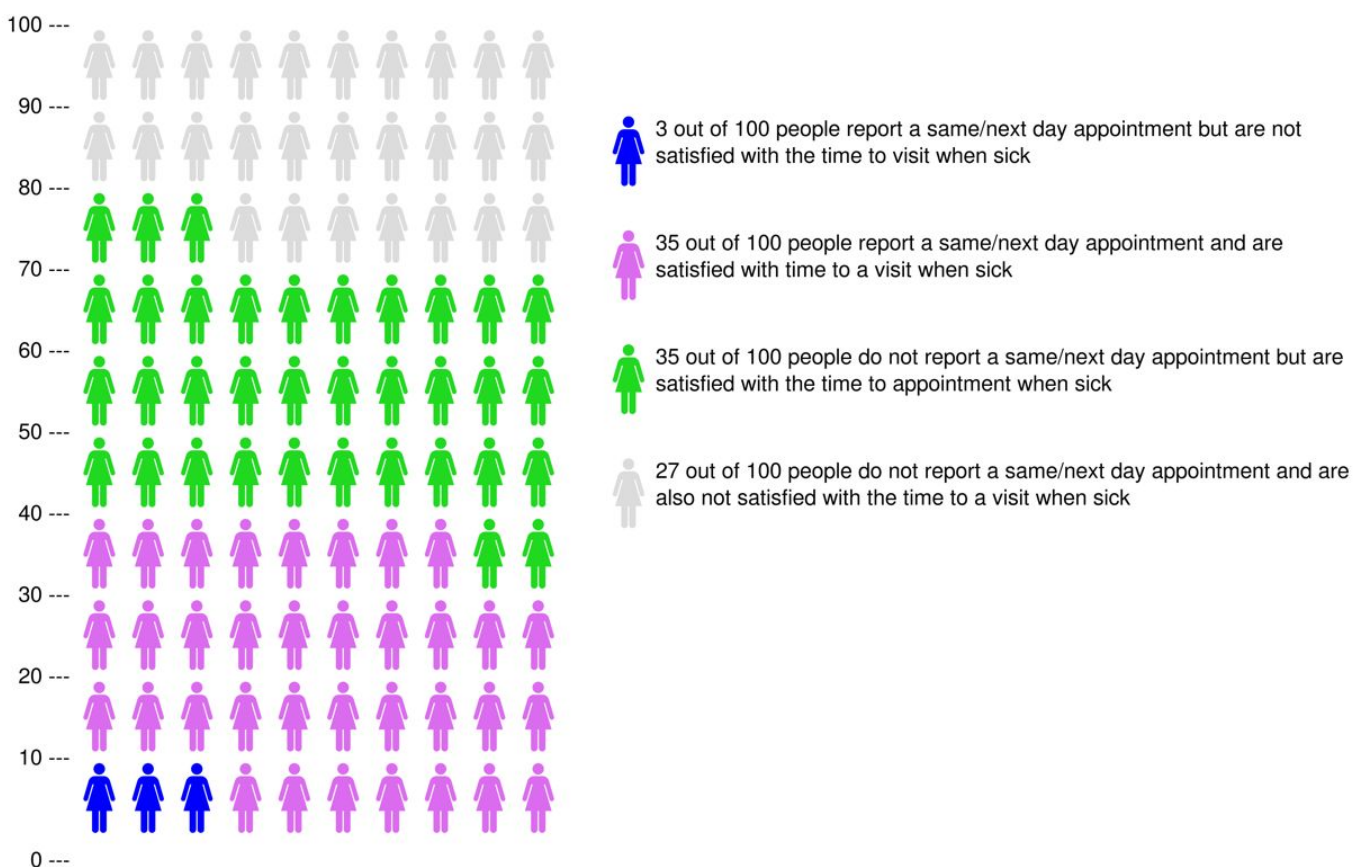 100 ---
90 ---
80 ---
70 ---
60 ---
50 ---
40 ---
30 ---
20 ---
10 ---
0 ---
3 out of 100 people report a same/next day appointment but are not
satisfied with the time to visit when sick
35 out of 100 people report a same/next day appointment and are
satisfied with time to a visit when sick
35 out of 100 people do not report a same/next day appointment but are
satisfied with the time to appointment when sick
27 out of 100 people do not report a same/next day appointment and are
also not satisfied with the time to a visit when sick